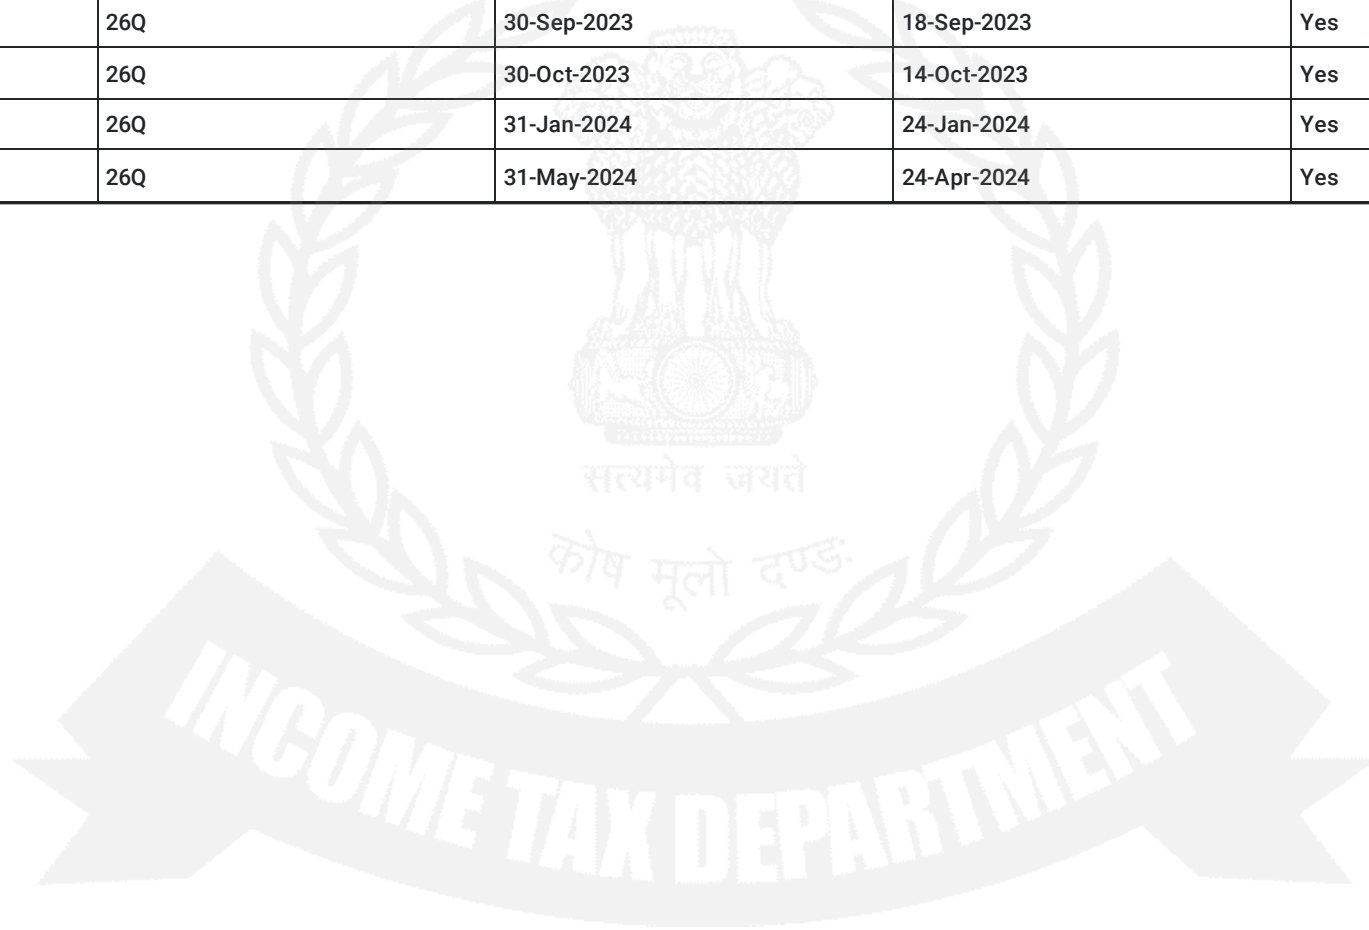 26Q 30-Sep-2023 18-Sep-2023 Yes
26Q 30-Oct-2023 14-Oct-2023 Yes
26Q 31-Jan-2024 24-Jan-2024 Yes
26Q 31-May-2024 24-Apr-2024 Yes
सत्यमेव जयते
कोष मूलो दण्डः
INCOME TAX DEPARTMENT